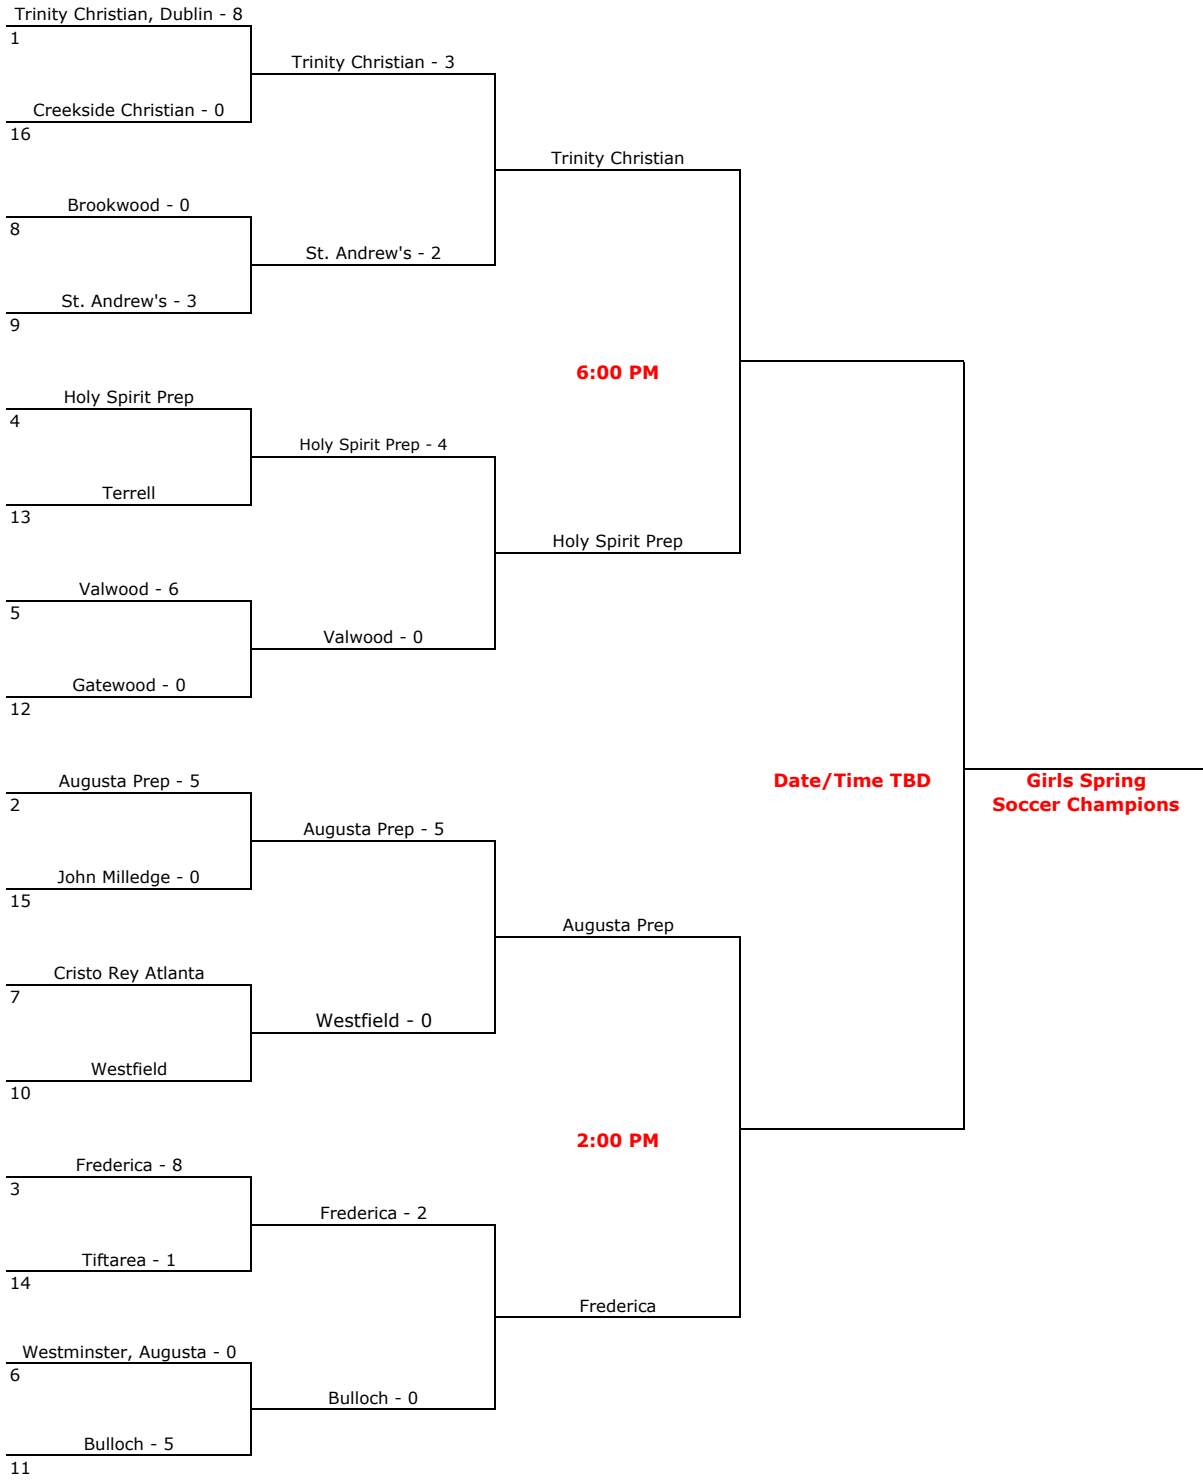 Trinity Christian, Dublin - 8
1
Trinity Christian - 3
Creekside Christian - 0
16
Trinity Christian
Brookwood - 0
8
St. Andrew's - 2
St. Andrew's - 3
9
6:00 PM
Holy Spirit Prep
4
Holy Spirit Prep - 4
Terrell
13
Holy Spirit Prep
Valwood - 6
5
Valwood - 0
Gatewood - 0
12
Augusta Prep - 5
Date/Time TBD
Girls Spring
2
Soccer Champions
Augusta Prep - 5
John Milledge - 0
15
Augusta Prep
Cristo Rey Atlanta
7
Westfield - 0
Westfield
10
2:00 PM
Frederica - 8
3
Frederica - 2
Tiftarea - 1
14
Frederica
Westminster, Augusta - 0
6
Bulloch - 0
Bulloch - 5
11